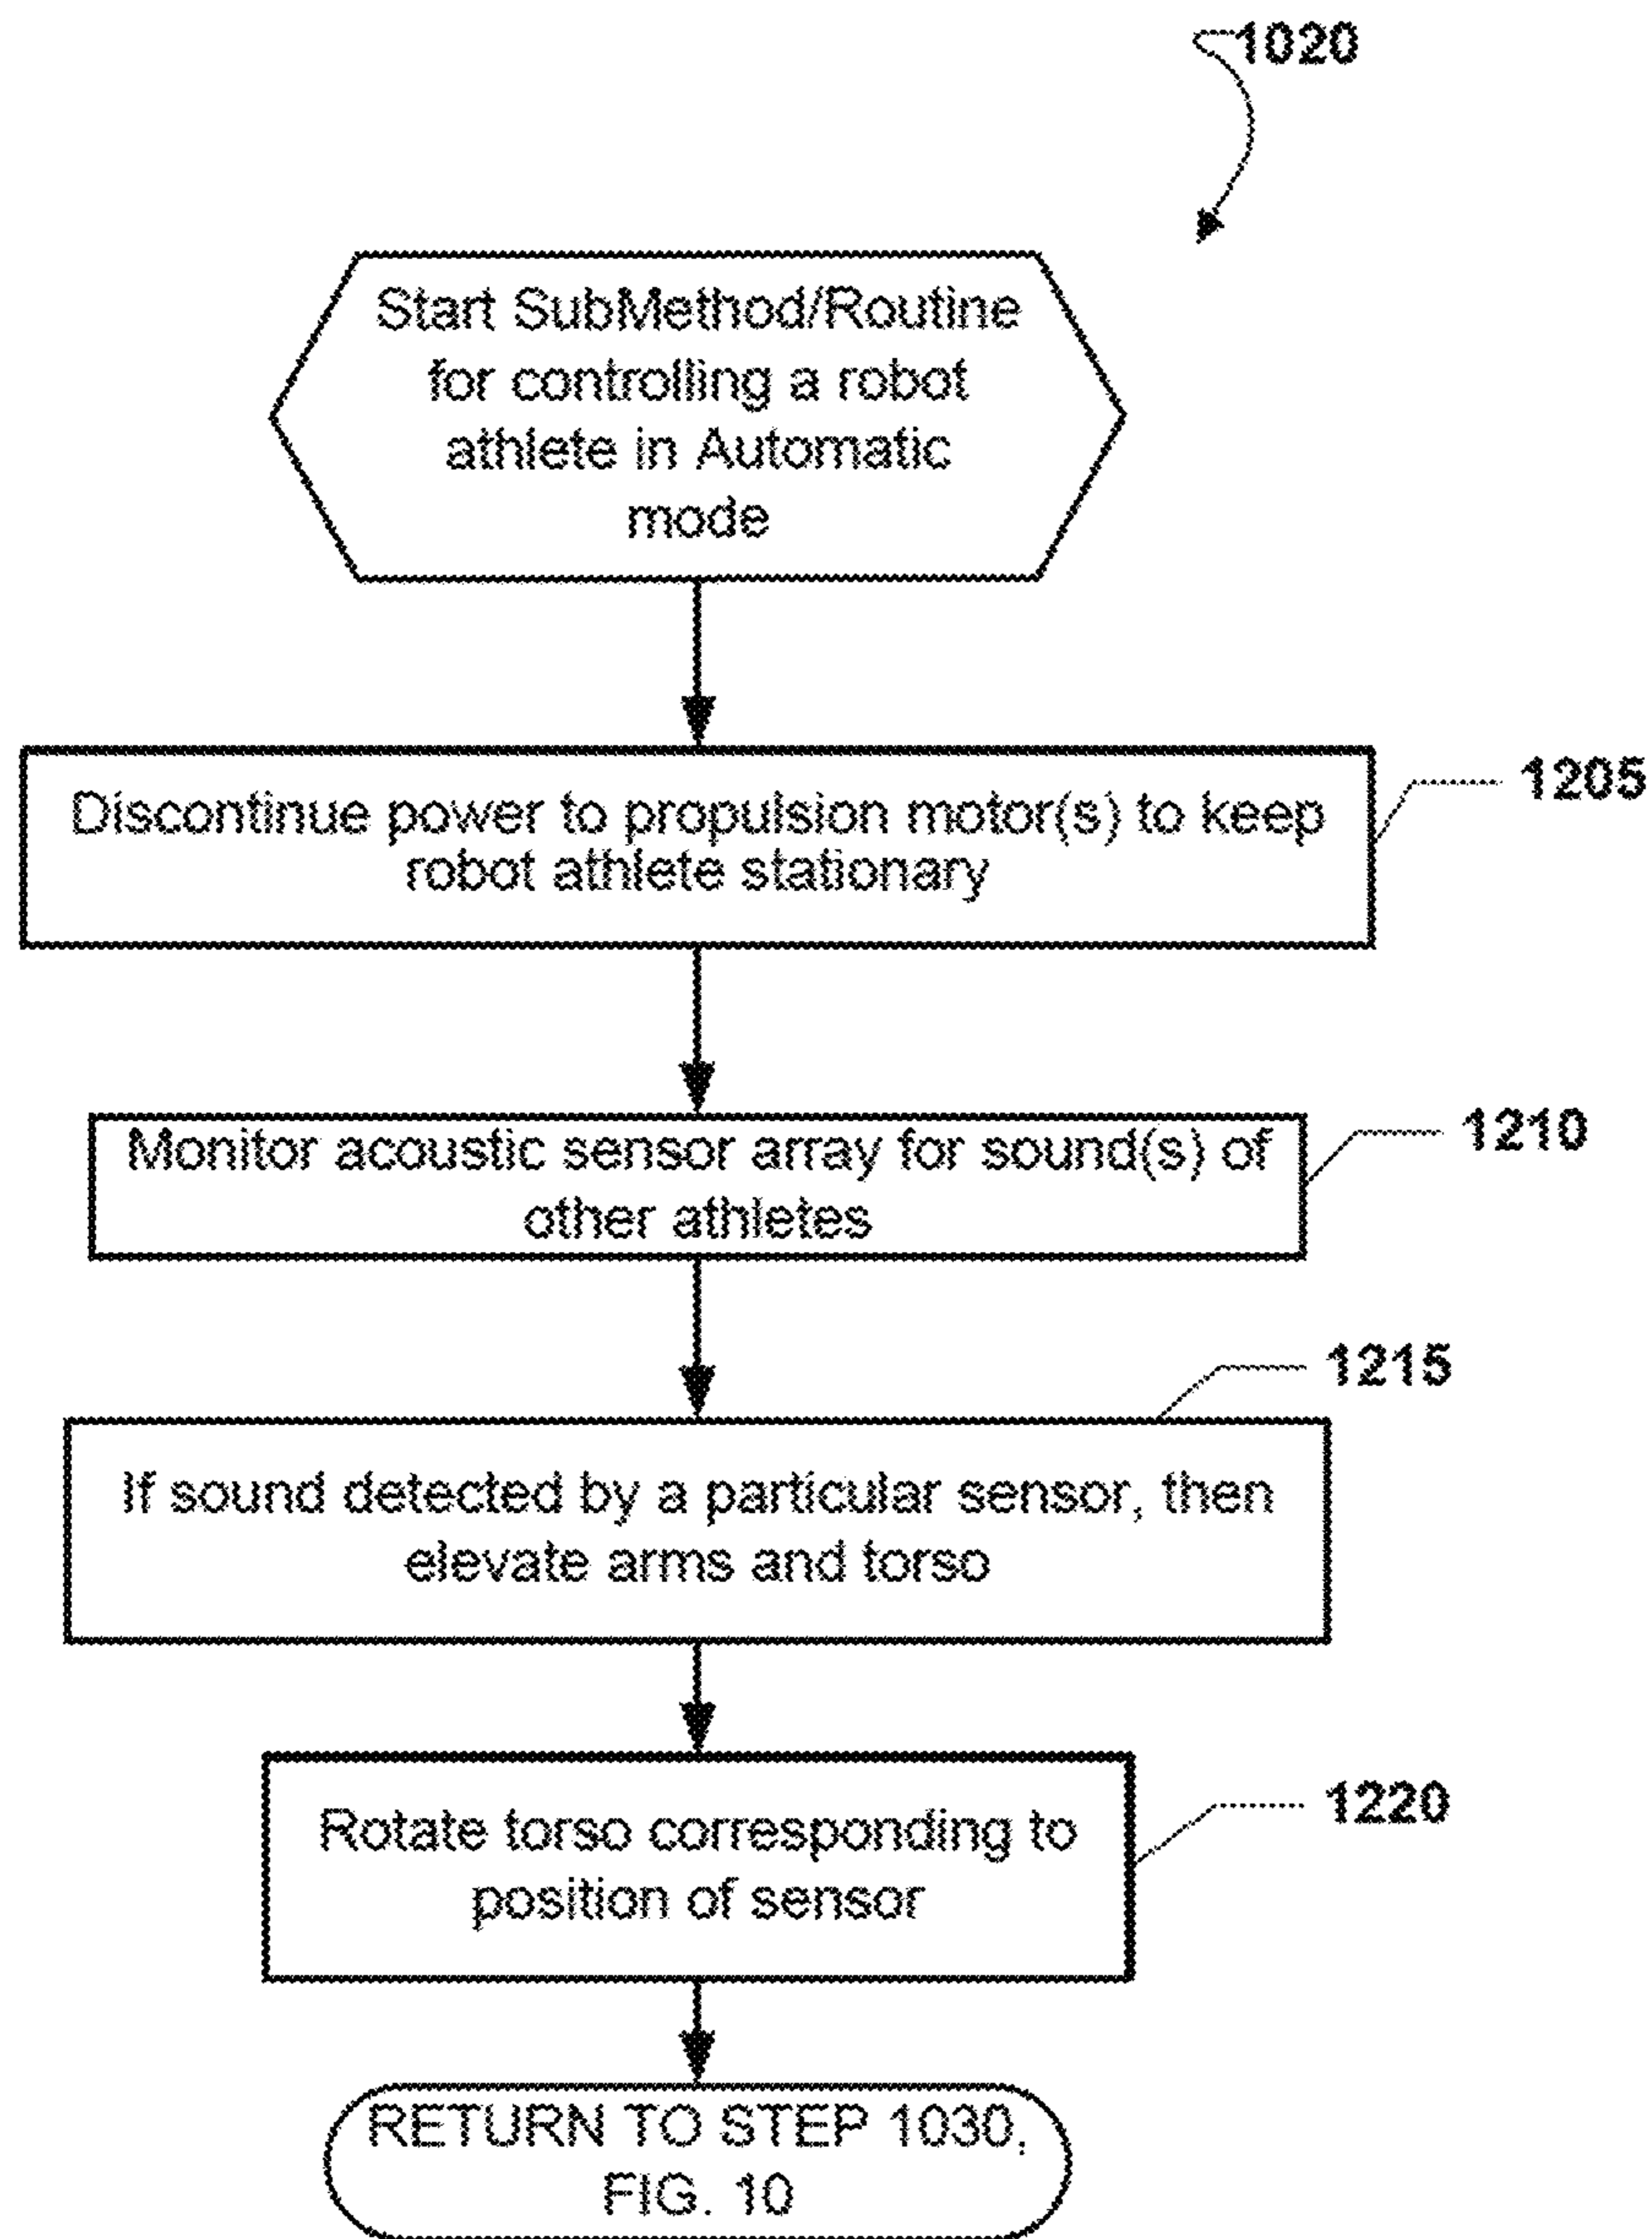 1020
Start SubMethod/Routine
for controlling a robot
athlete in Automatic
mode
Discontinue power to propulsion motor(s) to keep
robot athlete stationary
1205
Monitor acoustic sensor array for sound(s) of
other athletes
1210
1215
If sound detected by a particular sensor, then
elevate arms and torso
Rotate torso corresponding to
position of sensor
1220
RETURN TO STEP 1030,
FIG. 10